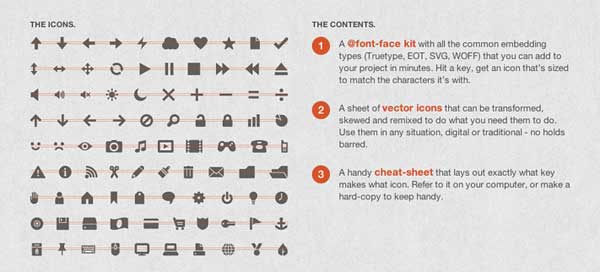 THE ICONS.
THE CONTENTS.
1
A @font-face kit with all the common embedding
types (Truetype, EOT, SVG, WOFF) that you can add to
your project in minutes. Hit a key, get an icon that's sized
to match the characters it's with.
2
A sheet of vector icons that can be transformed,
skewed and remixed to do what you need them to do.
Use them in any situation, digital or traditional - no holds
barred.
3
A handy cheat-sheet that lays out exactly what key
makes what icon. Refer to it on your computer, or make a
hard-copy to keep handy.